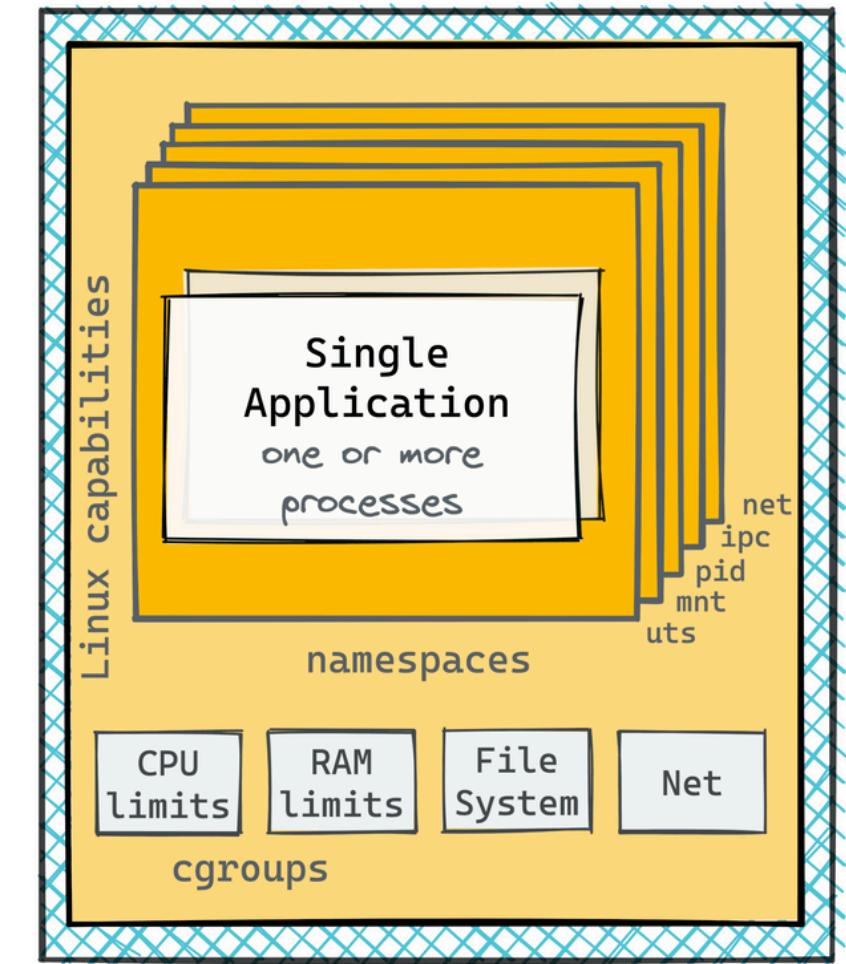 Linux capabilities
Single
Application
one or more
processes
net
ipc
pid
mnt
uts
namespaces
CPU
limits
RAM
limits
File
System
Net
cgroups